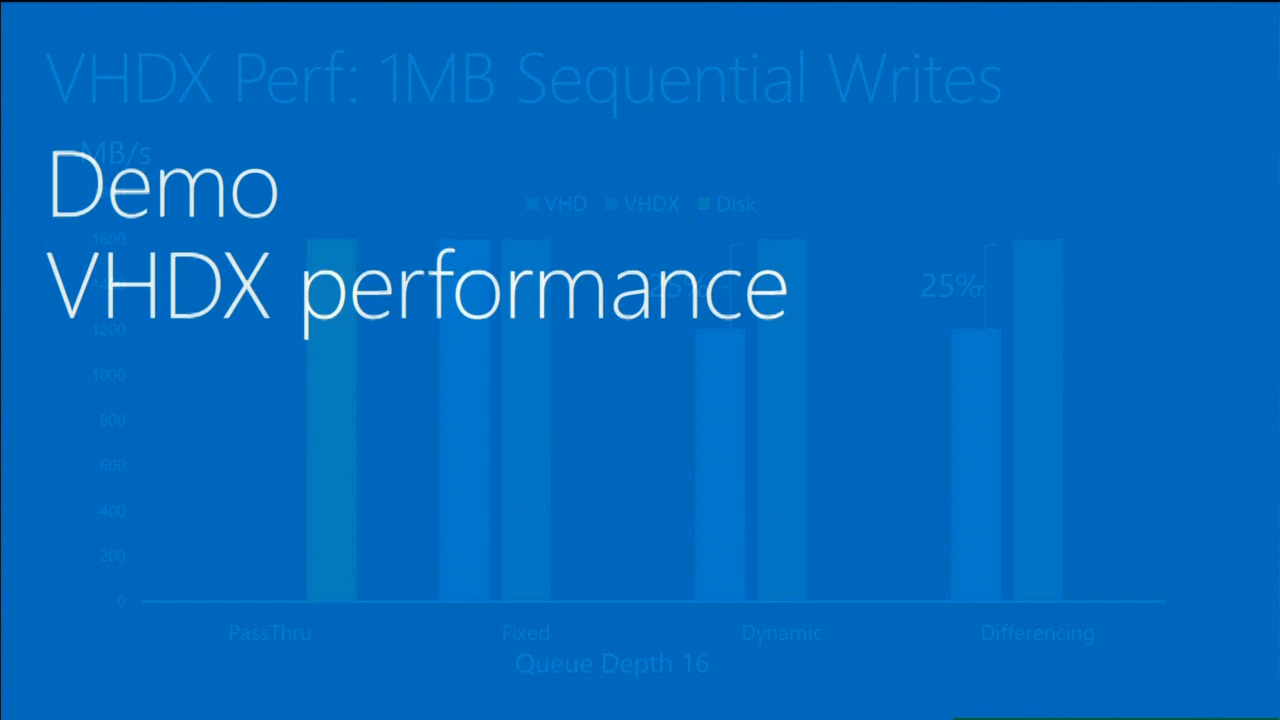 VHDX Perf: 1MB Sequential Writes
MB/s
Demo
VHD VHDX Disk
1600
VHDX performance
25% 25%
1200
1000
800
600
400
200
0
PassThru Fixed Dynamic Differencing
Queue Depth 16